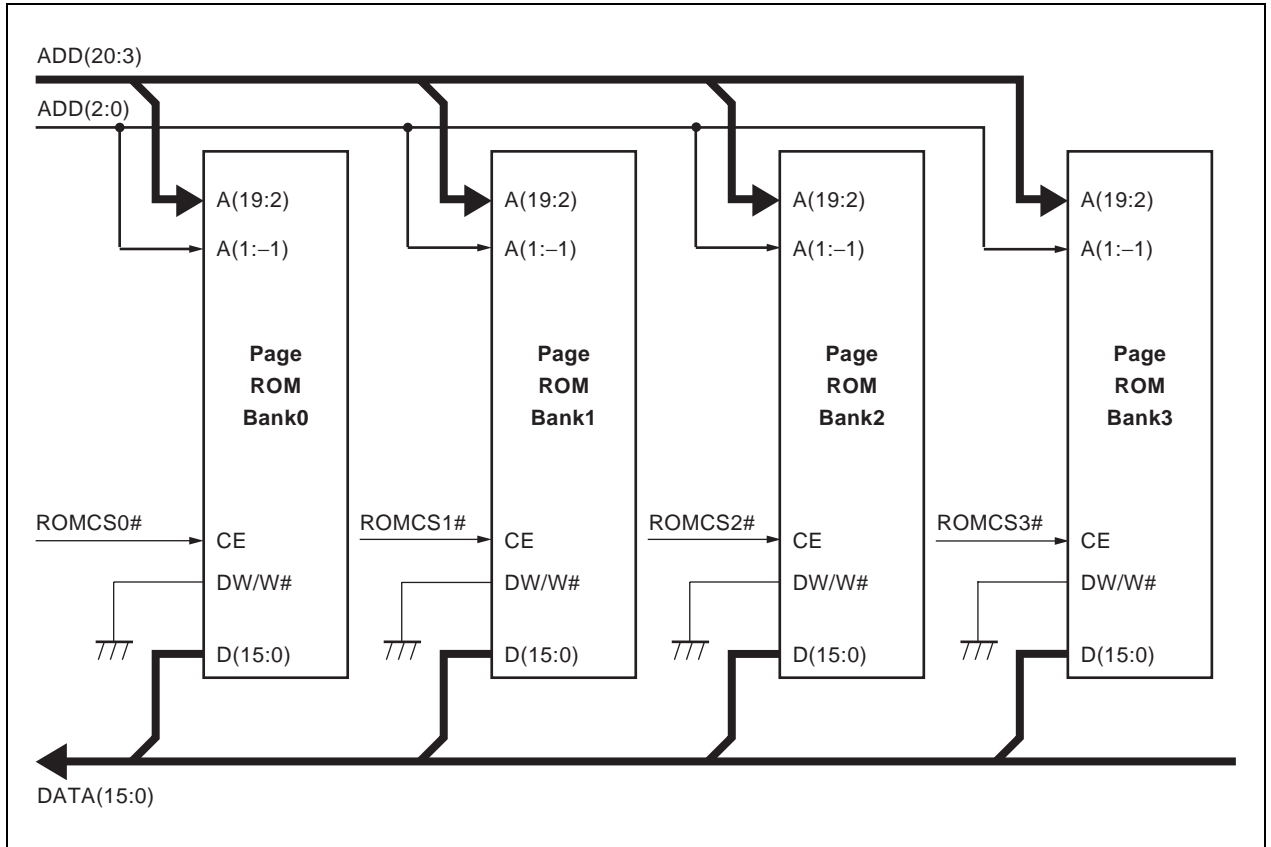 ADD(20:3)
ADD(2:0)
A(19:2)
A(1:–1)
Page
ROM
Bank0
ROMCS0#
CE
DW/W#
D(15:0)
A(19:2)
A(1:–1)
Page
ROM
Bank1
ROMCS1#
CE
DW/W#
D(15:0)
A(19:2)
A(1:–1)
Page
ROM
Bank2
ROMCS2#
CE
DW/W#
D(15:0)
A(19:2)
A(1:–1)
Page
ROM
Bank3
ROMCS3#
CE
DW/W#
D(15:0)
DATA(15:0)